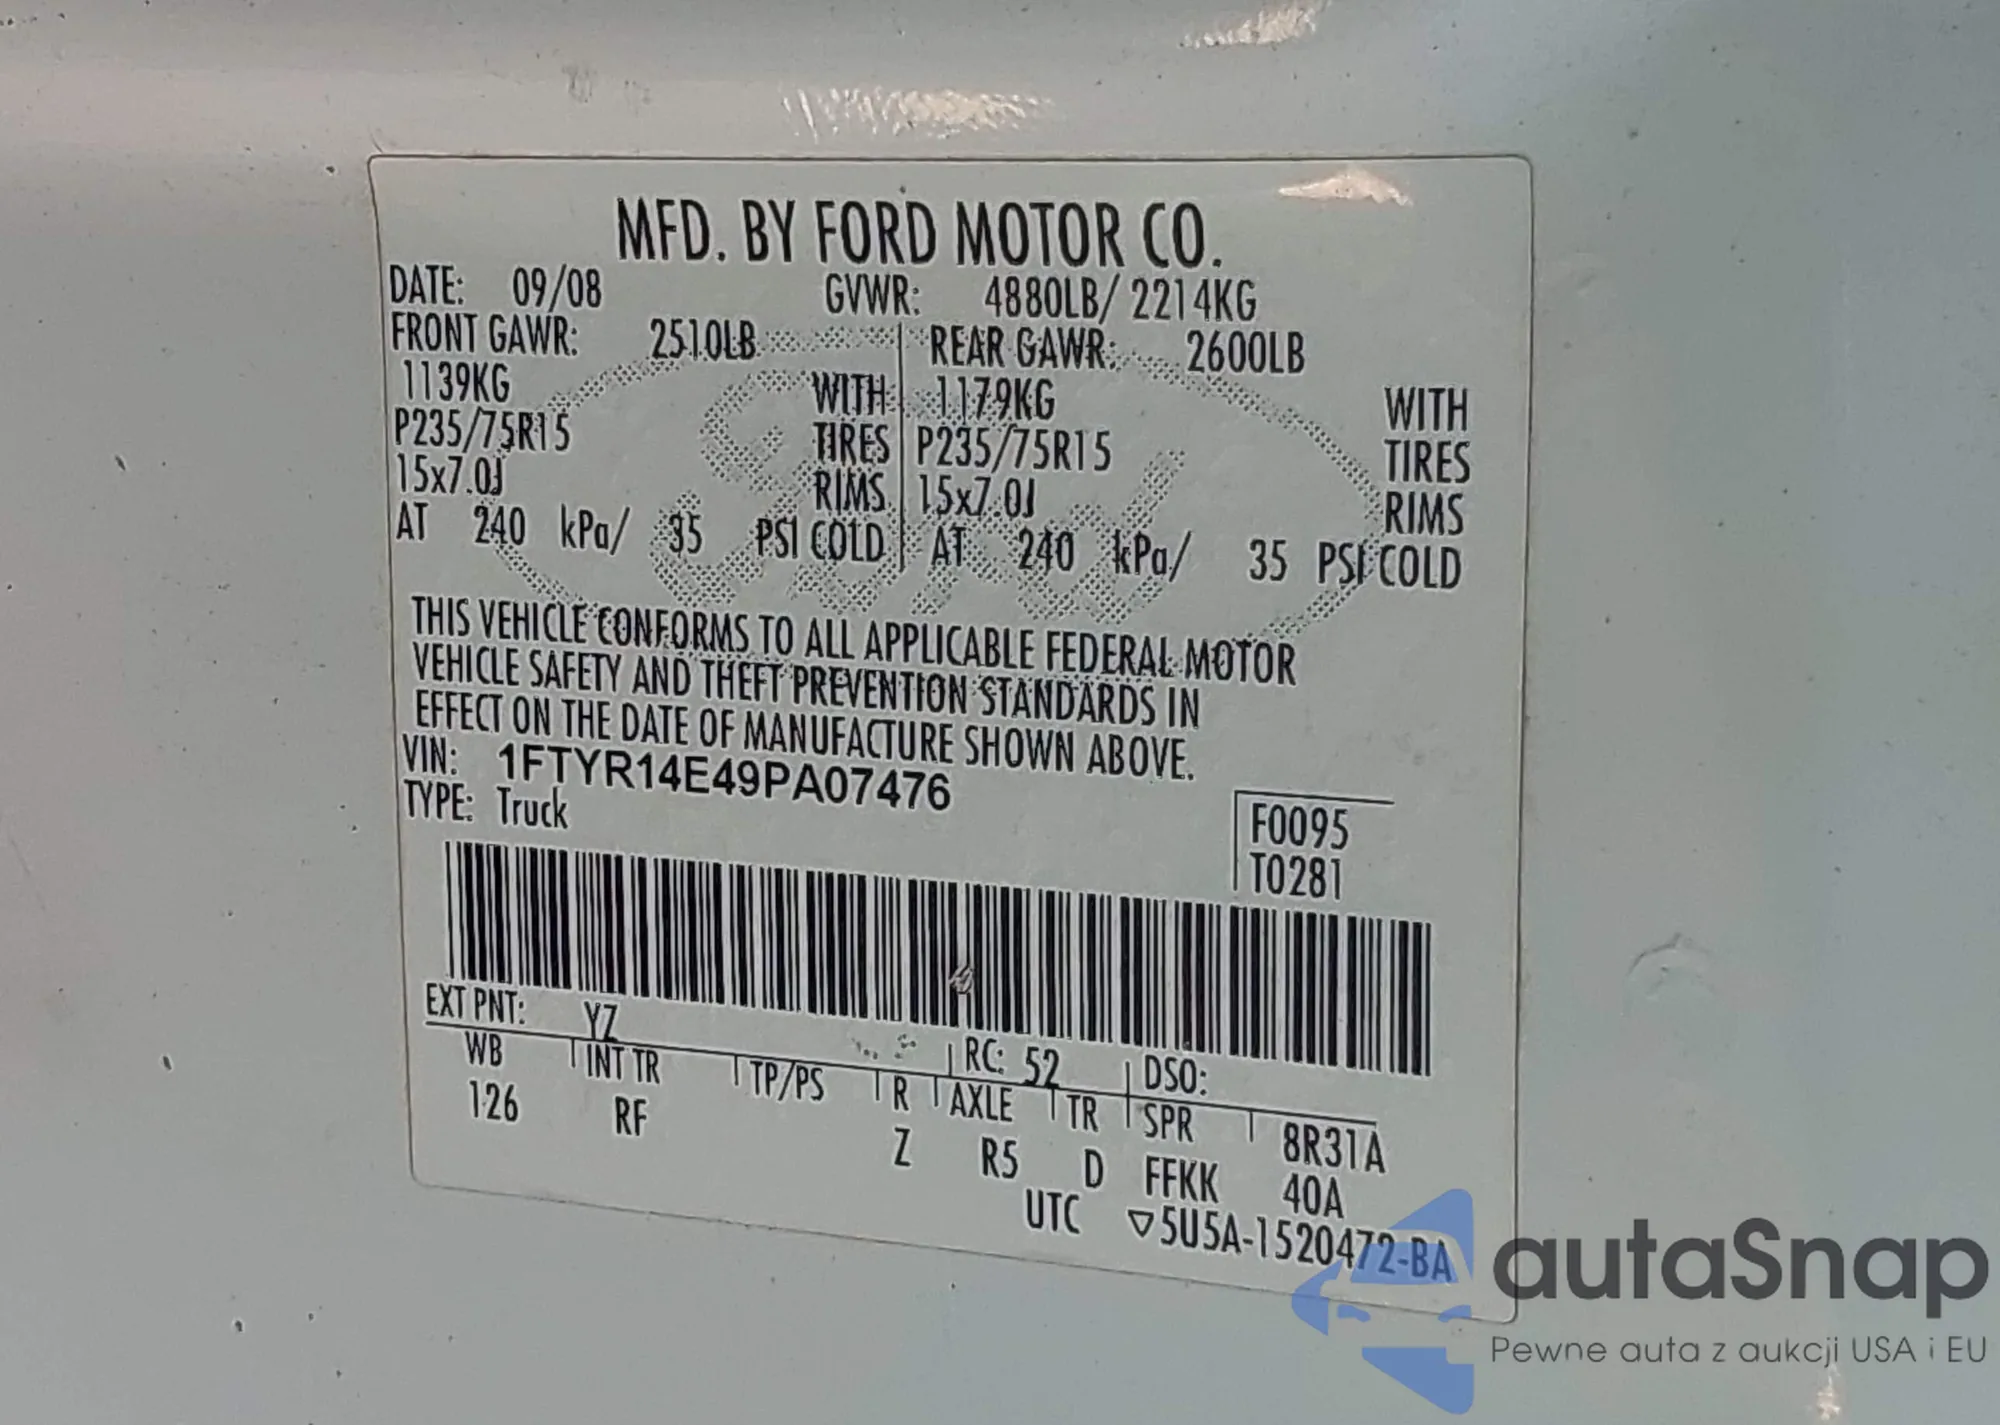 MFD. BY FORD MOTOR CO.
DATE: 09/08 GVWR: 4880LB/ 2214KG
FRONT GAWR: 2510LB REAR GAWR: 2600LB
1139KG WITH 1179KG WITH
P235/75R15 TIRES P235/75R15 TIRES
15x7.0J RIMS 15x7.0J RIMS
AT 240 kPa/ 35 PSI COLD AT 240 kPa/ 35 PSI COLD
THIS VEHICLE CONFORMS TO ALL APPLICABLE FEDERAL MOTOR
VEHICLE SAFETY AND THEFT PREVENTION STANDARDS IN
EFFECT ON THE DATE OF MANUFACTURE SHOWN ABOVE.
VIN: 1FTYR14E49PA07476
TYPE: Truck F0095
T0281
EXT PNT: YZ RC: 52 DSO:
WB INT TR TP/PS R AXLE TR SPR 8R31A
126 RF Z R5 D FFKK 40A
UTC ▽5U5A-1520472-BA
autaSnap
Pewne auta z aukcji USA i EU